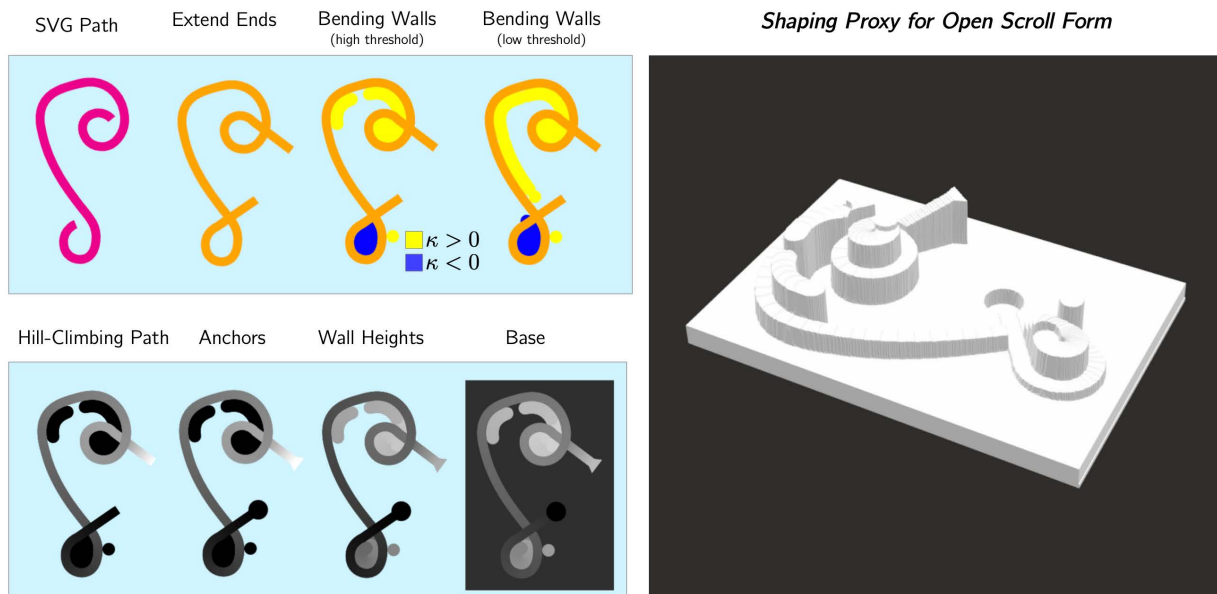 SVG Path
Extend Ends
Bending Walls
(high threshold)
Bending Walls
(low threshold)
Shaping Proxy for Open Scroll Form
κ > 0
κ < 0
Hill-Climbing Path
Anchors
Wall Heights
Base